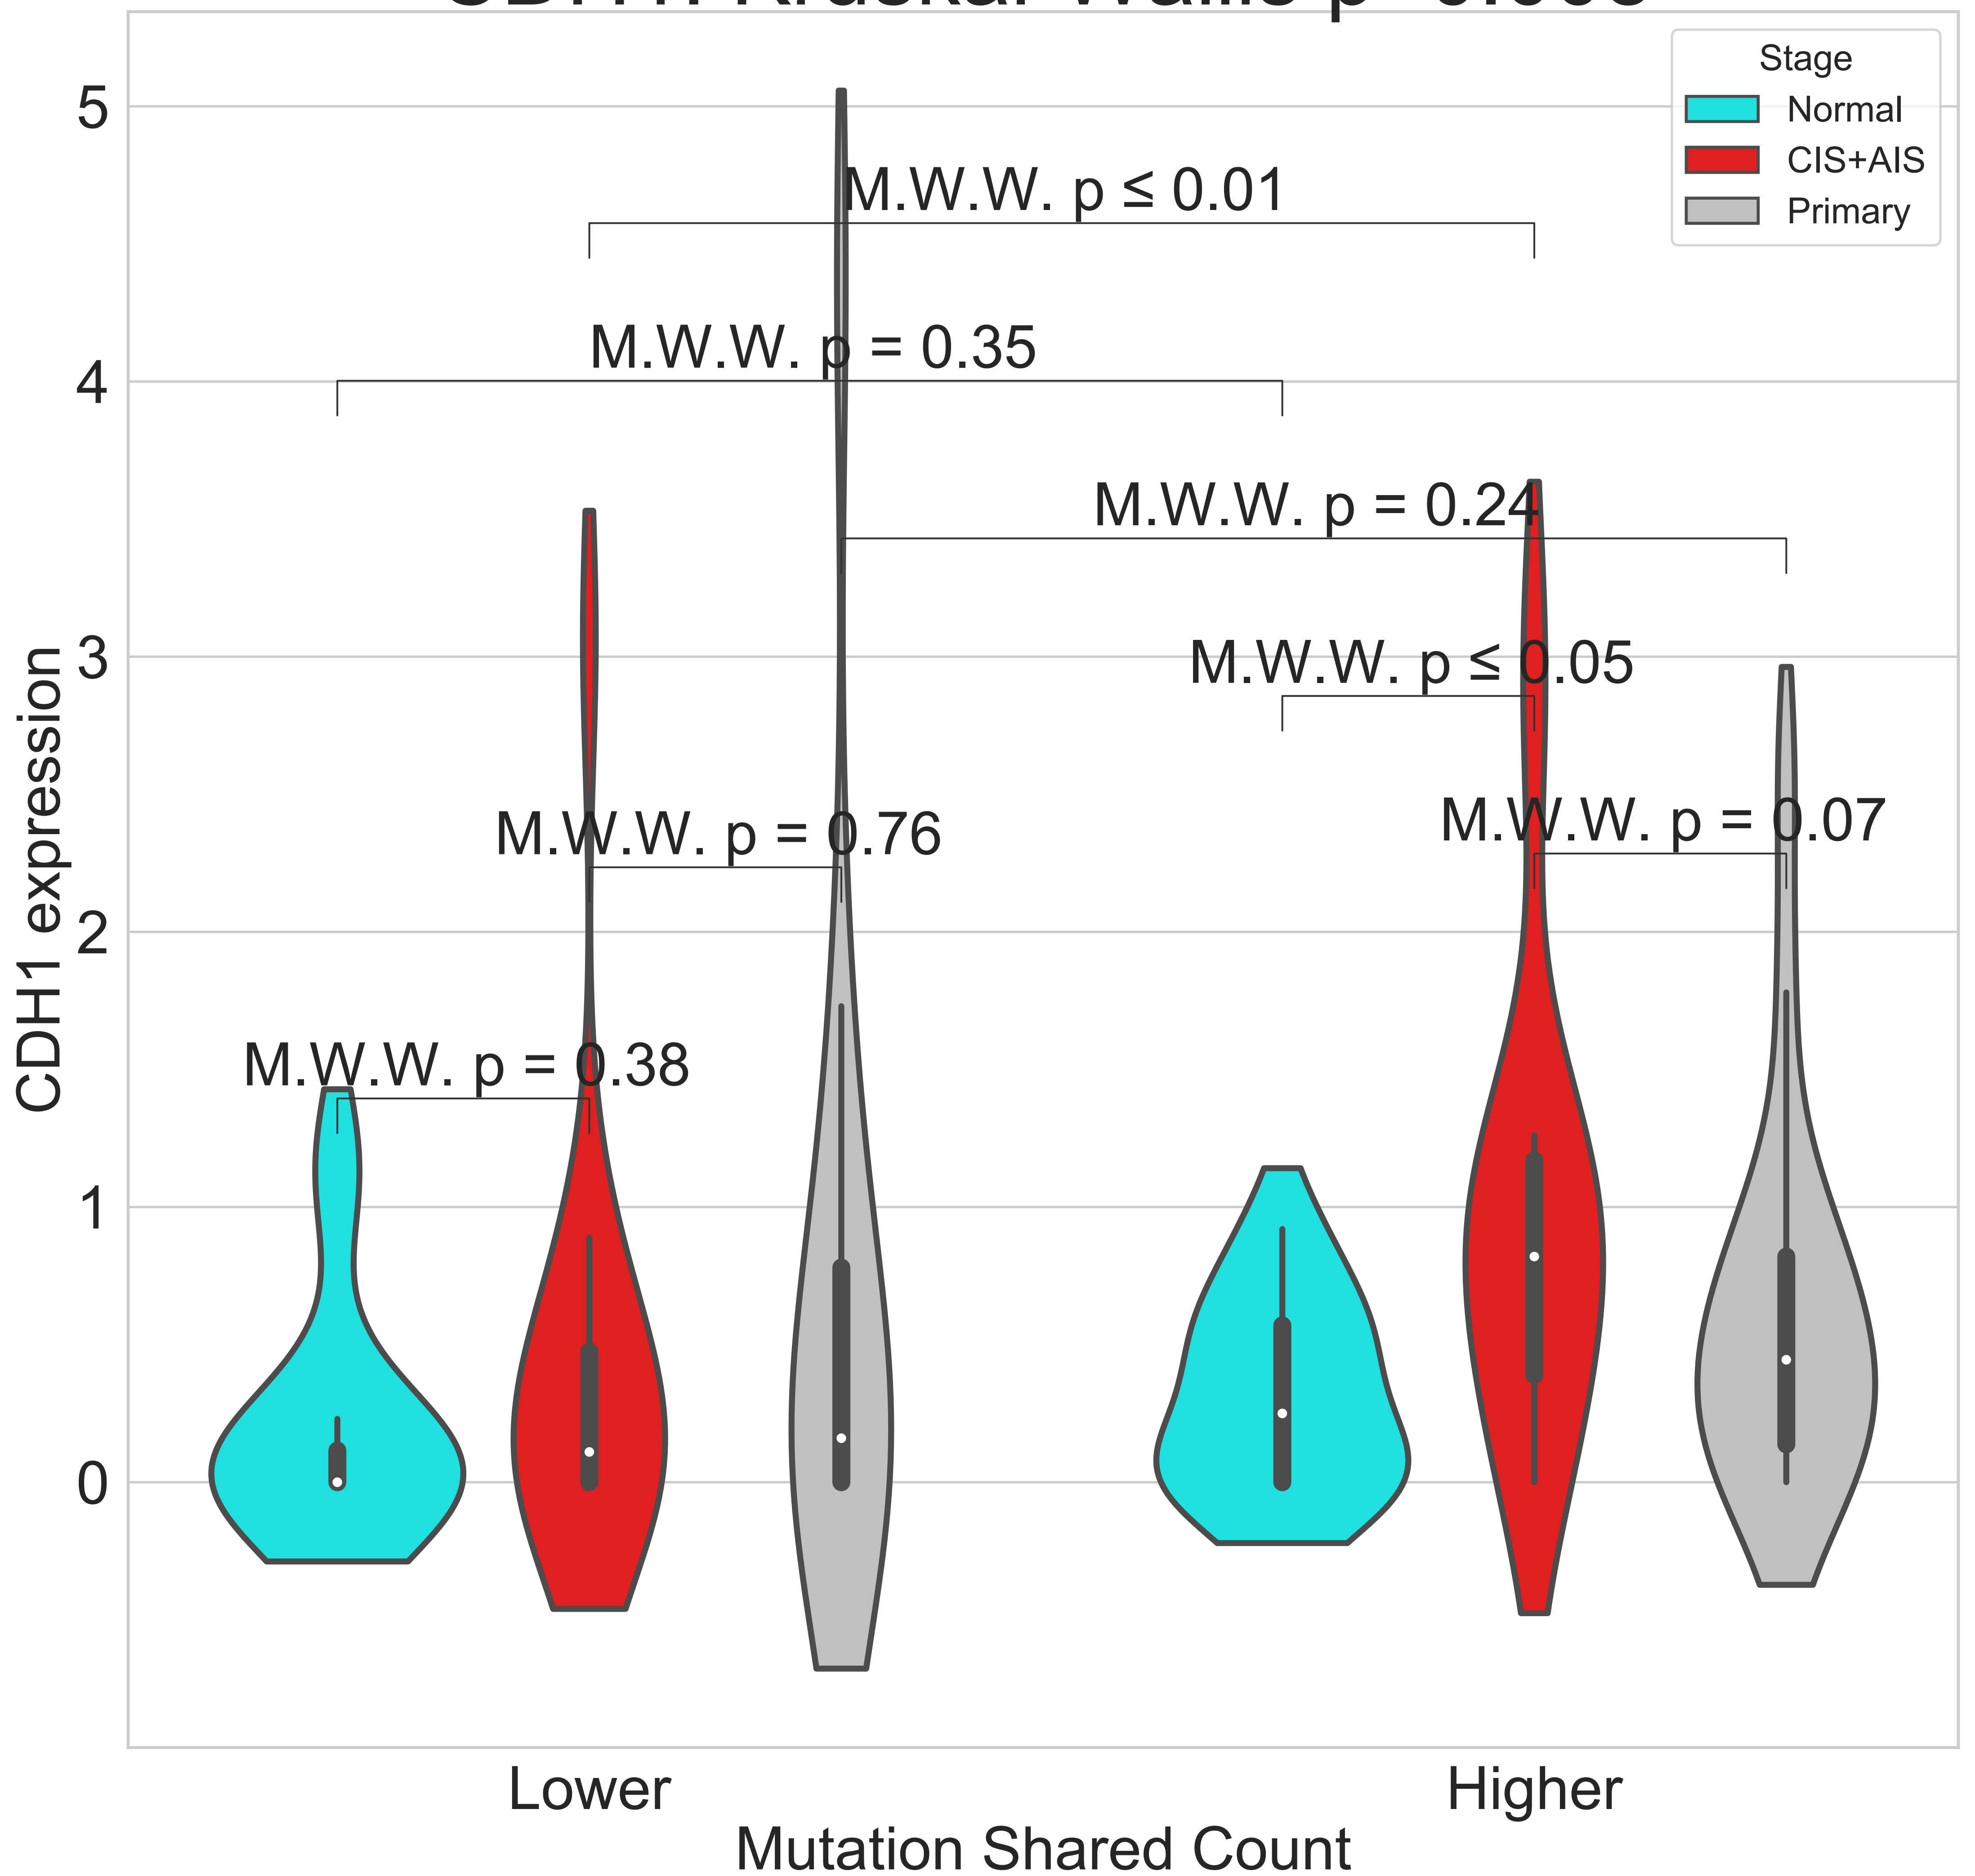 Stage
Normal
CIS+AIS
Primary
5
4
3
2
1
0
CDH1 expression
M.W.W. p ≤ 0.01
M.W.W. p = 0.35
M.W.W. p = 0.24
M.W.W. p ≤ 0.05
M.W.W. p = 0.76
M.W.W. p = 0.07
M.W.W. p = 0.38
Lower
Higher
Mutation Shared Count